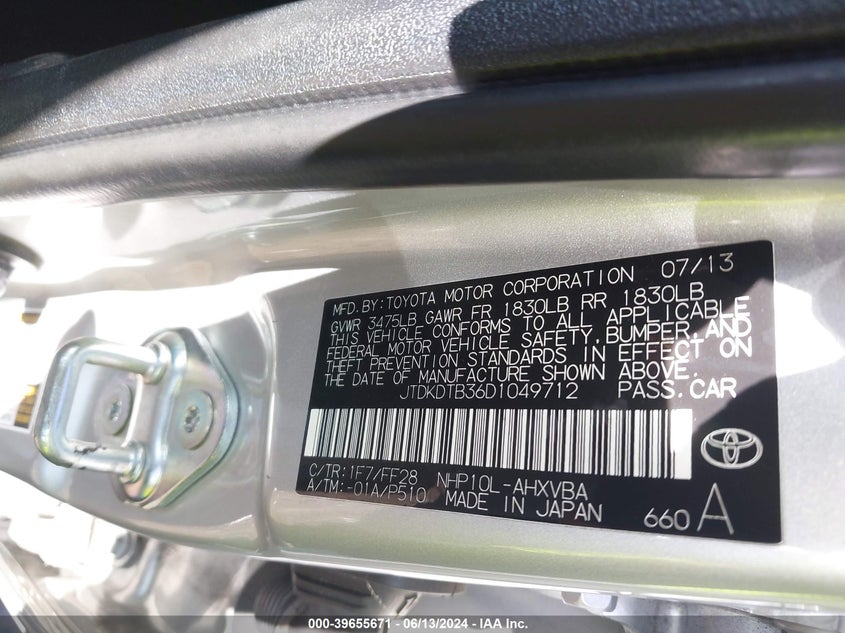 MFD.BY:TOYOTA MOTOR CORPORATION 07/13
GVWR 3475LB GAWR FR 1830LB RR 1830LB
THIS VEHICLE CONFORMS TO ALL APPLICABLE
FEDERAL MOTOR VEHICLE SAFETY, BUMPER, AND
THEFT PREVENTION STANDARDS IN EFFECT ON
THE DATE OF MANUFACTURE SHOWN ABOVE.
JTDKDTB36D1049712 PASS.CAR
C/TR:1F7/FF28 NHP10L-AHXVBA
A/TM:-01A/P510 MADE IN JAPAN
660 A
000-39655671 - 06/13/2024 - IAA Inc.